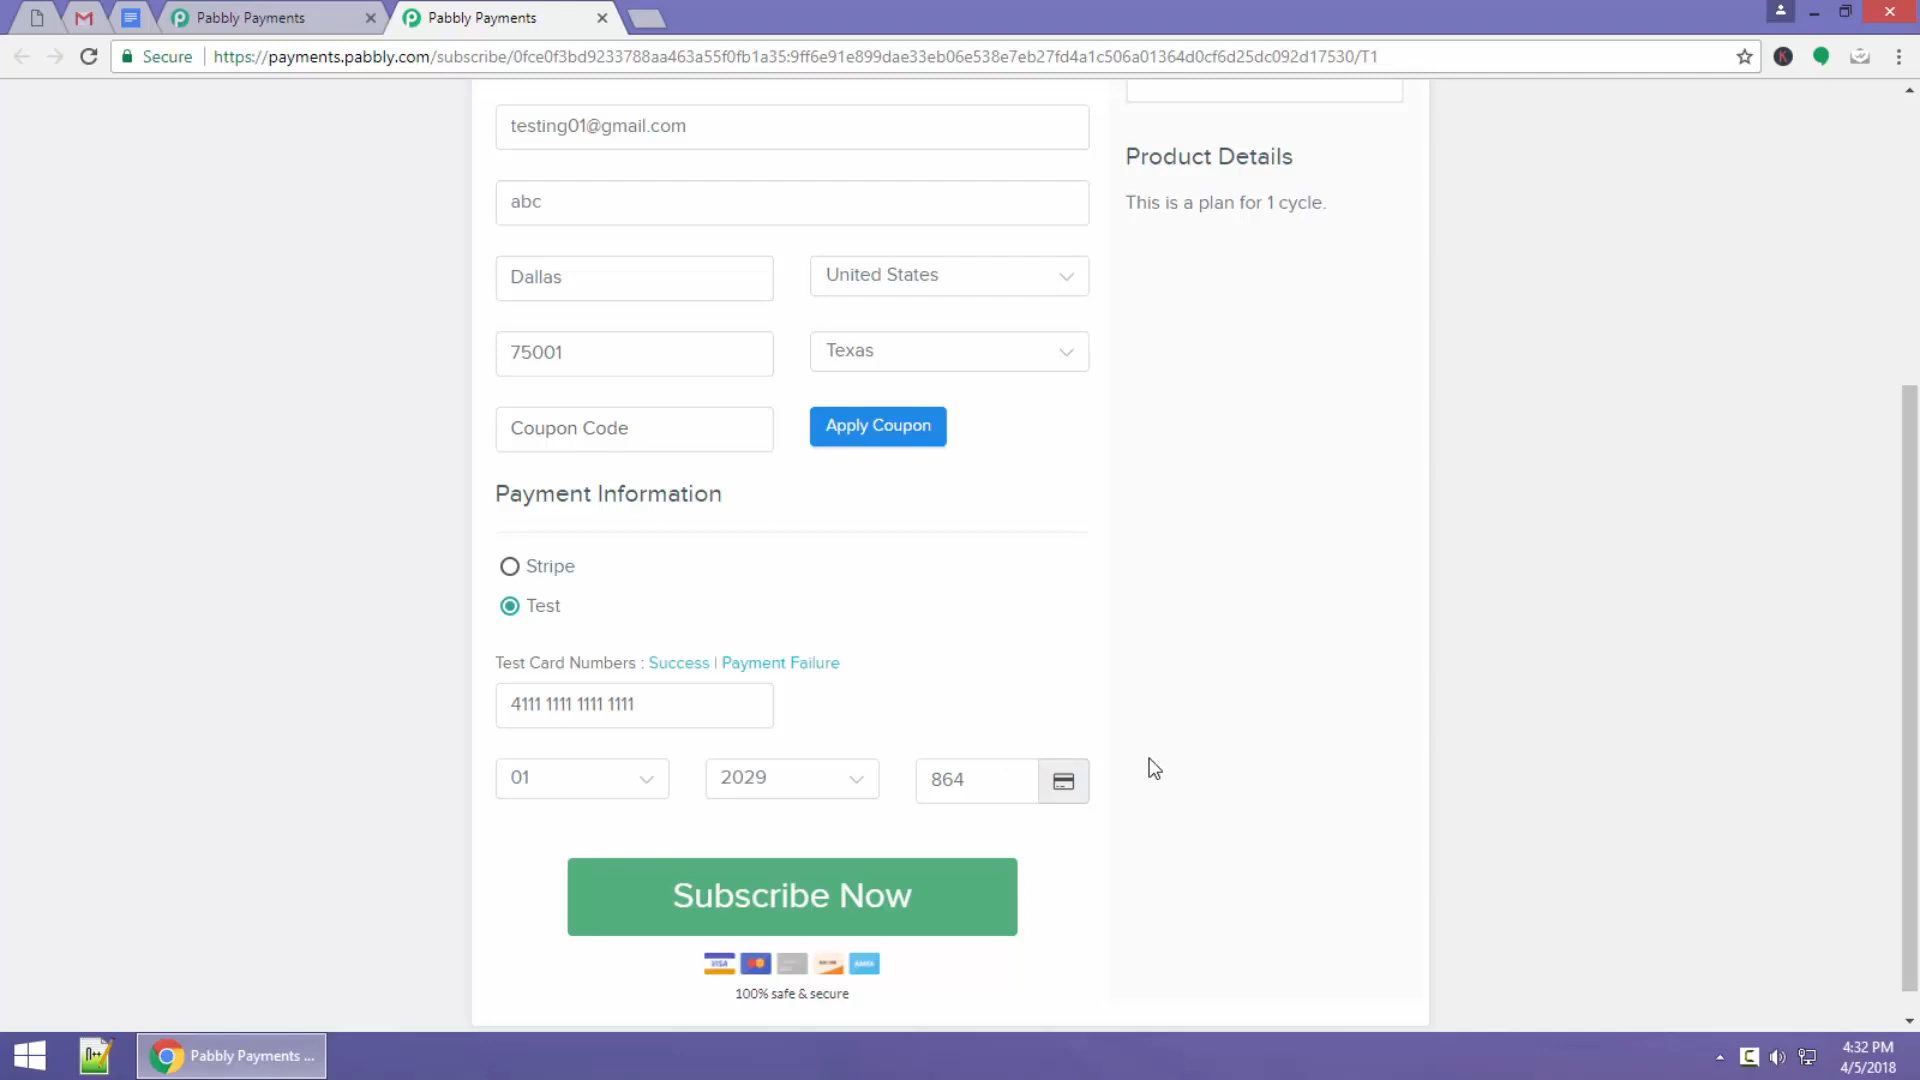 Pabbly Payments
Pabbly Payments
Secure
https://payments.pabbly.com/subscribe/0fce0f3bd9233788aa463a55f0fb1a35:9ff6e91e899dae33eb06e538e7eb27fd4a1c506a01364d0cf6d25dc092d17530/T1
K
testing01@gmail.com
abc
Dallas
United States
75001
Texas
Coupon Code
Apply Coupon
Product Details
This is a plan for 1 cycle.
Payment Information
Stripe
Test
Test Card Numbers : Success | Payment Failure
4111 1111 1111 1111
01
2029
864
Subscribe Now
VISA
100% safe & secure
Pabbly Payments ...
4:32 PM
4/5/2018